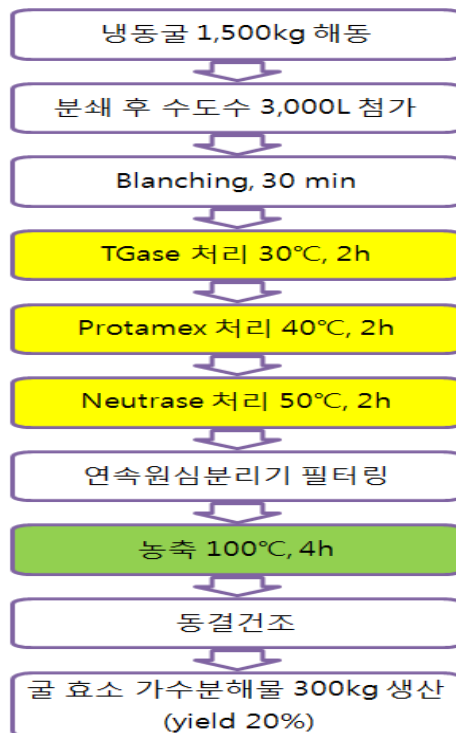 냉동굴 1,500kg 해동
분쇄 후 수도수 3,000L 첨가
Blanching, 30 min
TGase 처리 30℃, 2h
Protamex 처리 40℃, 2h
Neutrase 처리 50℃, 2h
연속원심분리기 필터링
농축 100℃, 4h
동결건조
굴 효소 가수분해물 300kg 생산
(yield 20%)